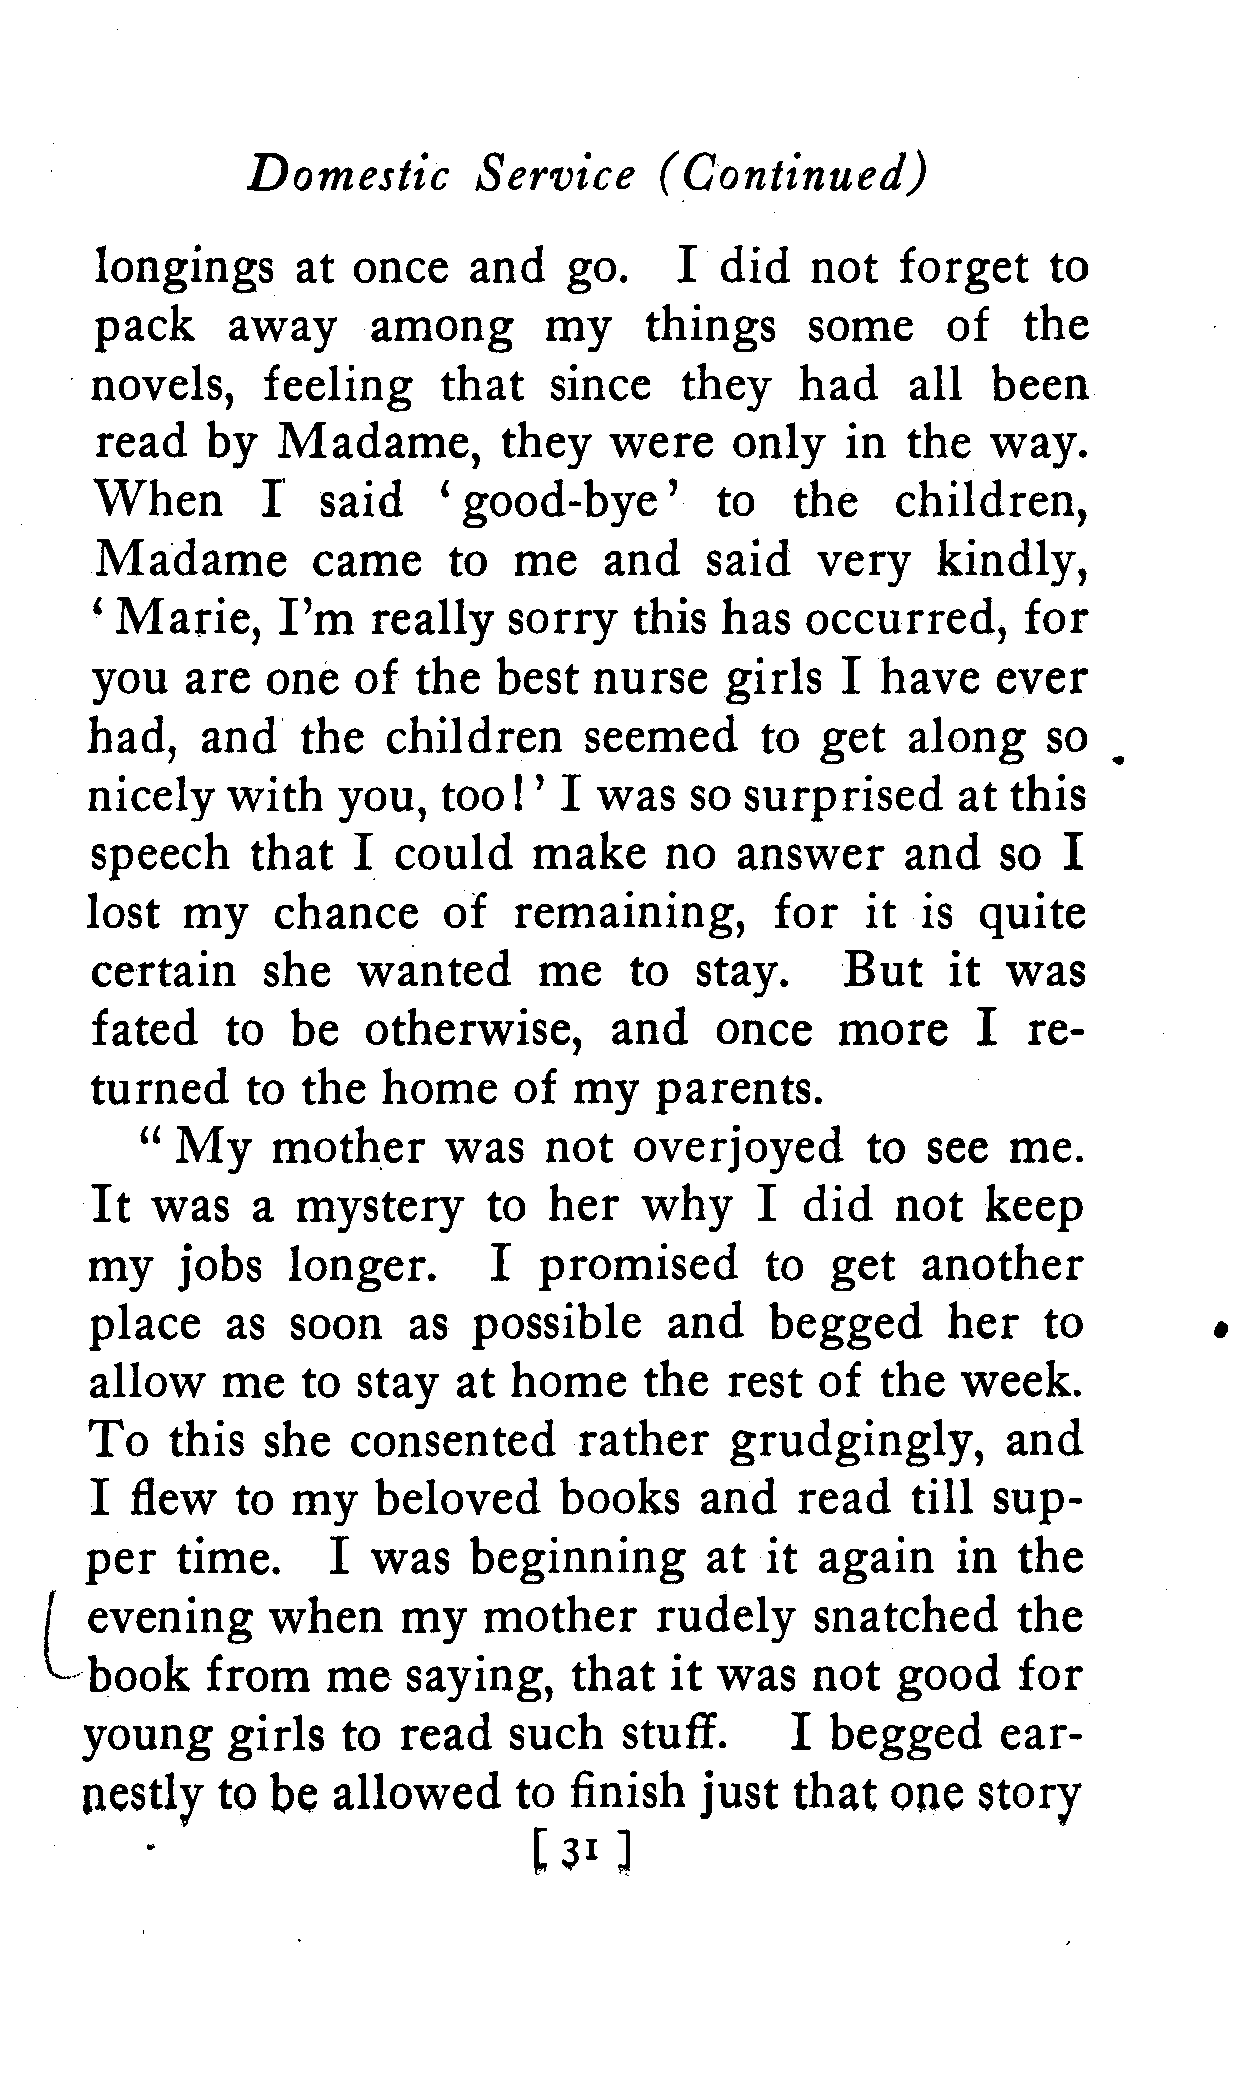 Domestic Service (Continued)
longings at once and go. I did not forget to
pack away among my things some of the
novels, feeling that since they had all been
read by Madame, they were only in the way.
When I said ‘good-bye’ to the children,
Madame came to me and said very kindly,
‘Marie, I’m really sorry this has occurred, for
you are one of the best nurse girls I have ever
had, and the children seemed to get along so
nicely with you, too!’ I was so surprised at this
speech that I could make no answer and so I
lost my chance of remaining, for it is quite
certain she wanted me to stay. But it was
fated to be otherwise, and once more I re-
turned to the home of my parents.
“My mother was not overjoyed to see me.
It was a mystery to her why I did not keep
my jobs longer. I promised to get another
place as soon as possible and begged her to
allow me to stay at home the rest of the week.
To this she consented rather grudgingly, and
I flew to my beloved books and read till sup-
per time. I was beginning at it again in the
evening when my mother rudely snatched the
book from me saying, that it was not good for
young girls to read such stuff. I begged ear-
nestly to be allowed to finish just that one story
[31]